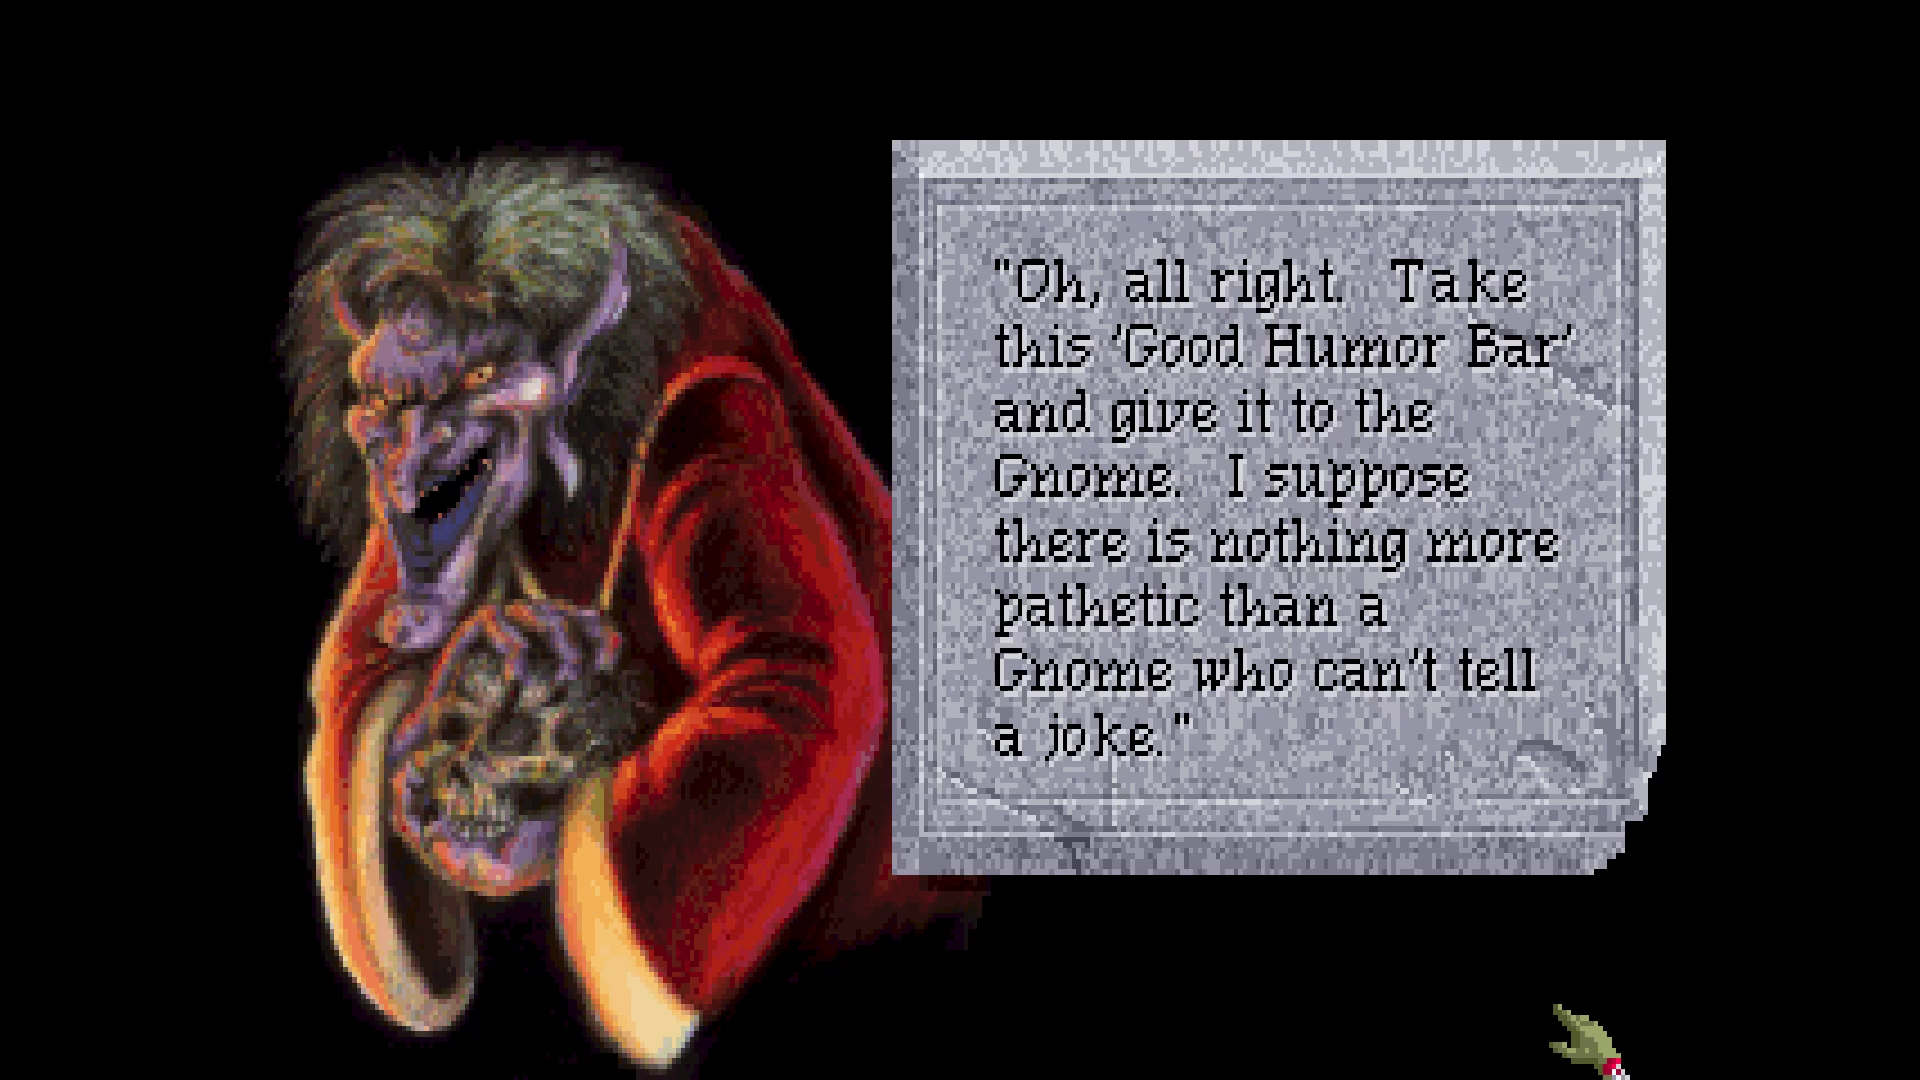 "Oh, all right.  Take
this 'Good Humor Bar'
and give it to the
Gnome.  I suppose
there is nothing more
pathetic than a
Gnome who can't tell
a joke."